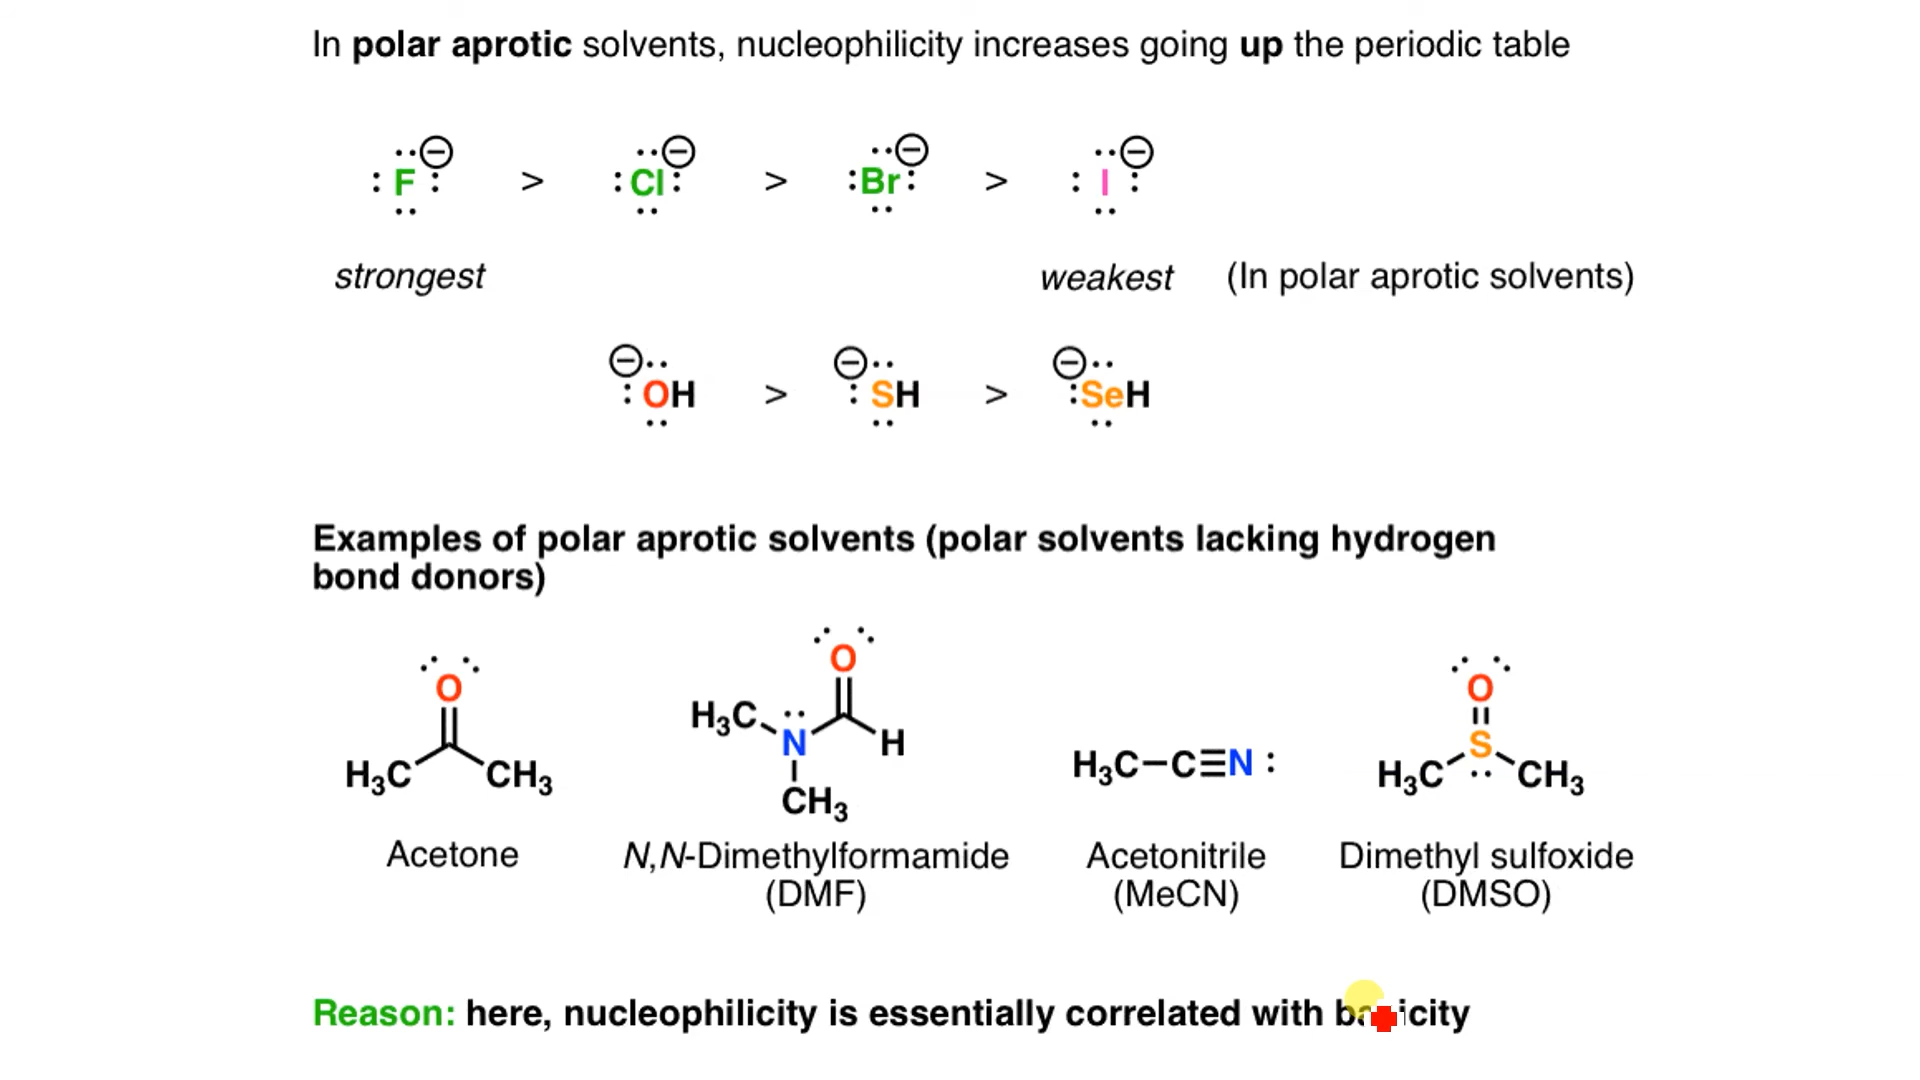 In polar aprotic solvents, nucleophilicity increases going up the periodic table
F⊖ > Cl⊖ > Br⊖ > I⊖
strongest weakest (In polar aprotic solvents)
⊖OH > ⊖SH > ⊖SeH
Examples of polar aprotic solvents (polar solvents lacking hydrogen
bond donors)
O
H₃C CH₃
Acetone
O
H₃C N H
CH₃
N,N-Dimethylformamide
(DMF)
H₃C−C≡N:
Acetonitrile
(MeCN)
O
S
H₃C CH₃
Dimethyl sulfoxide
(DMSO)
Reason: here, nucleophilicity is essentially correlated with